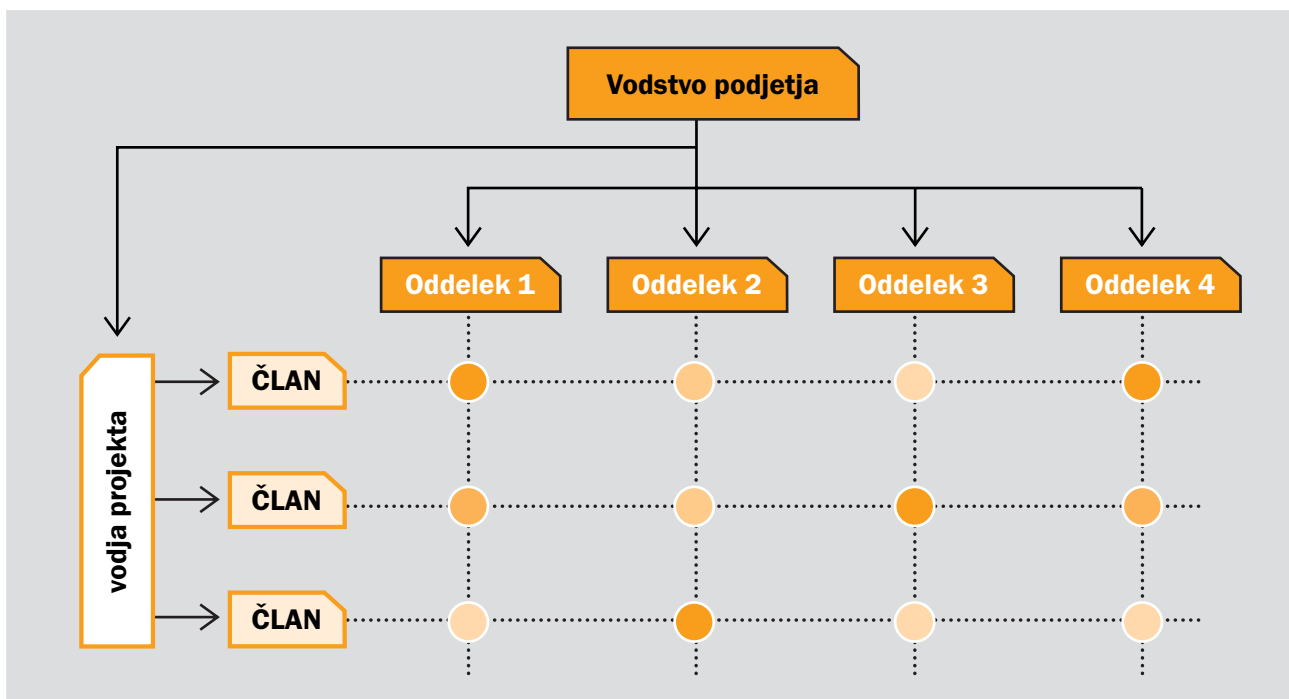 Vodstvo podjetja
Oddelek 1
Oddelek 2
Oddelek 3
Oddelek 4
vodja projekta
ČLAN
ČLAN
ČLAN